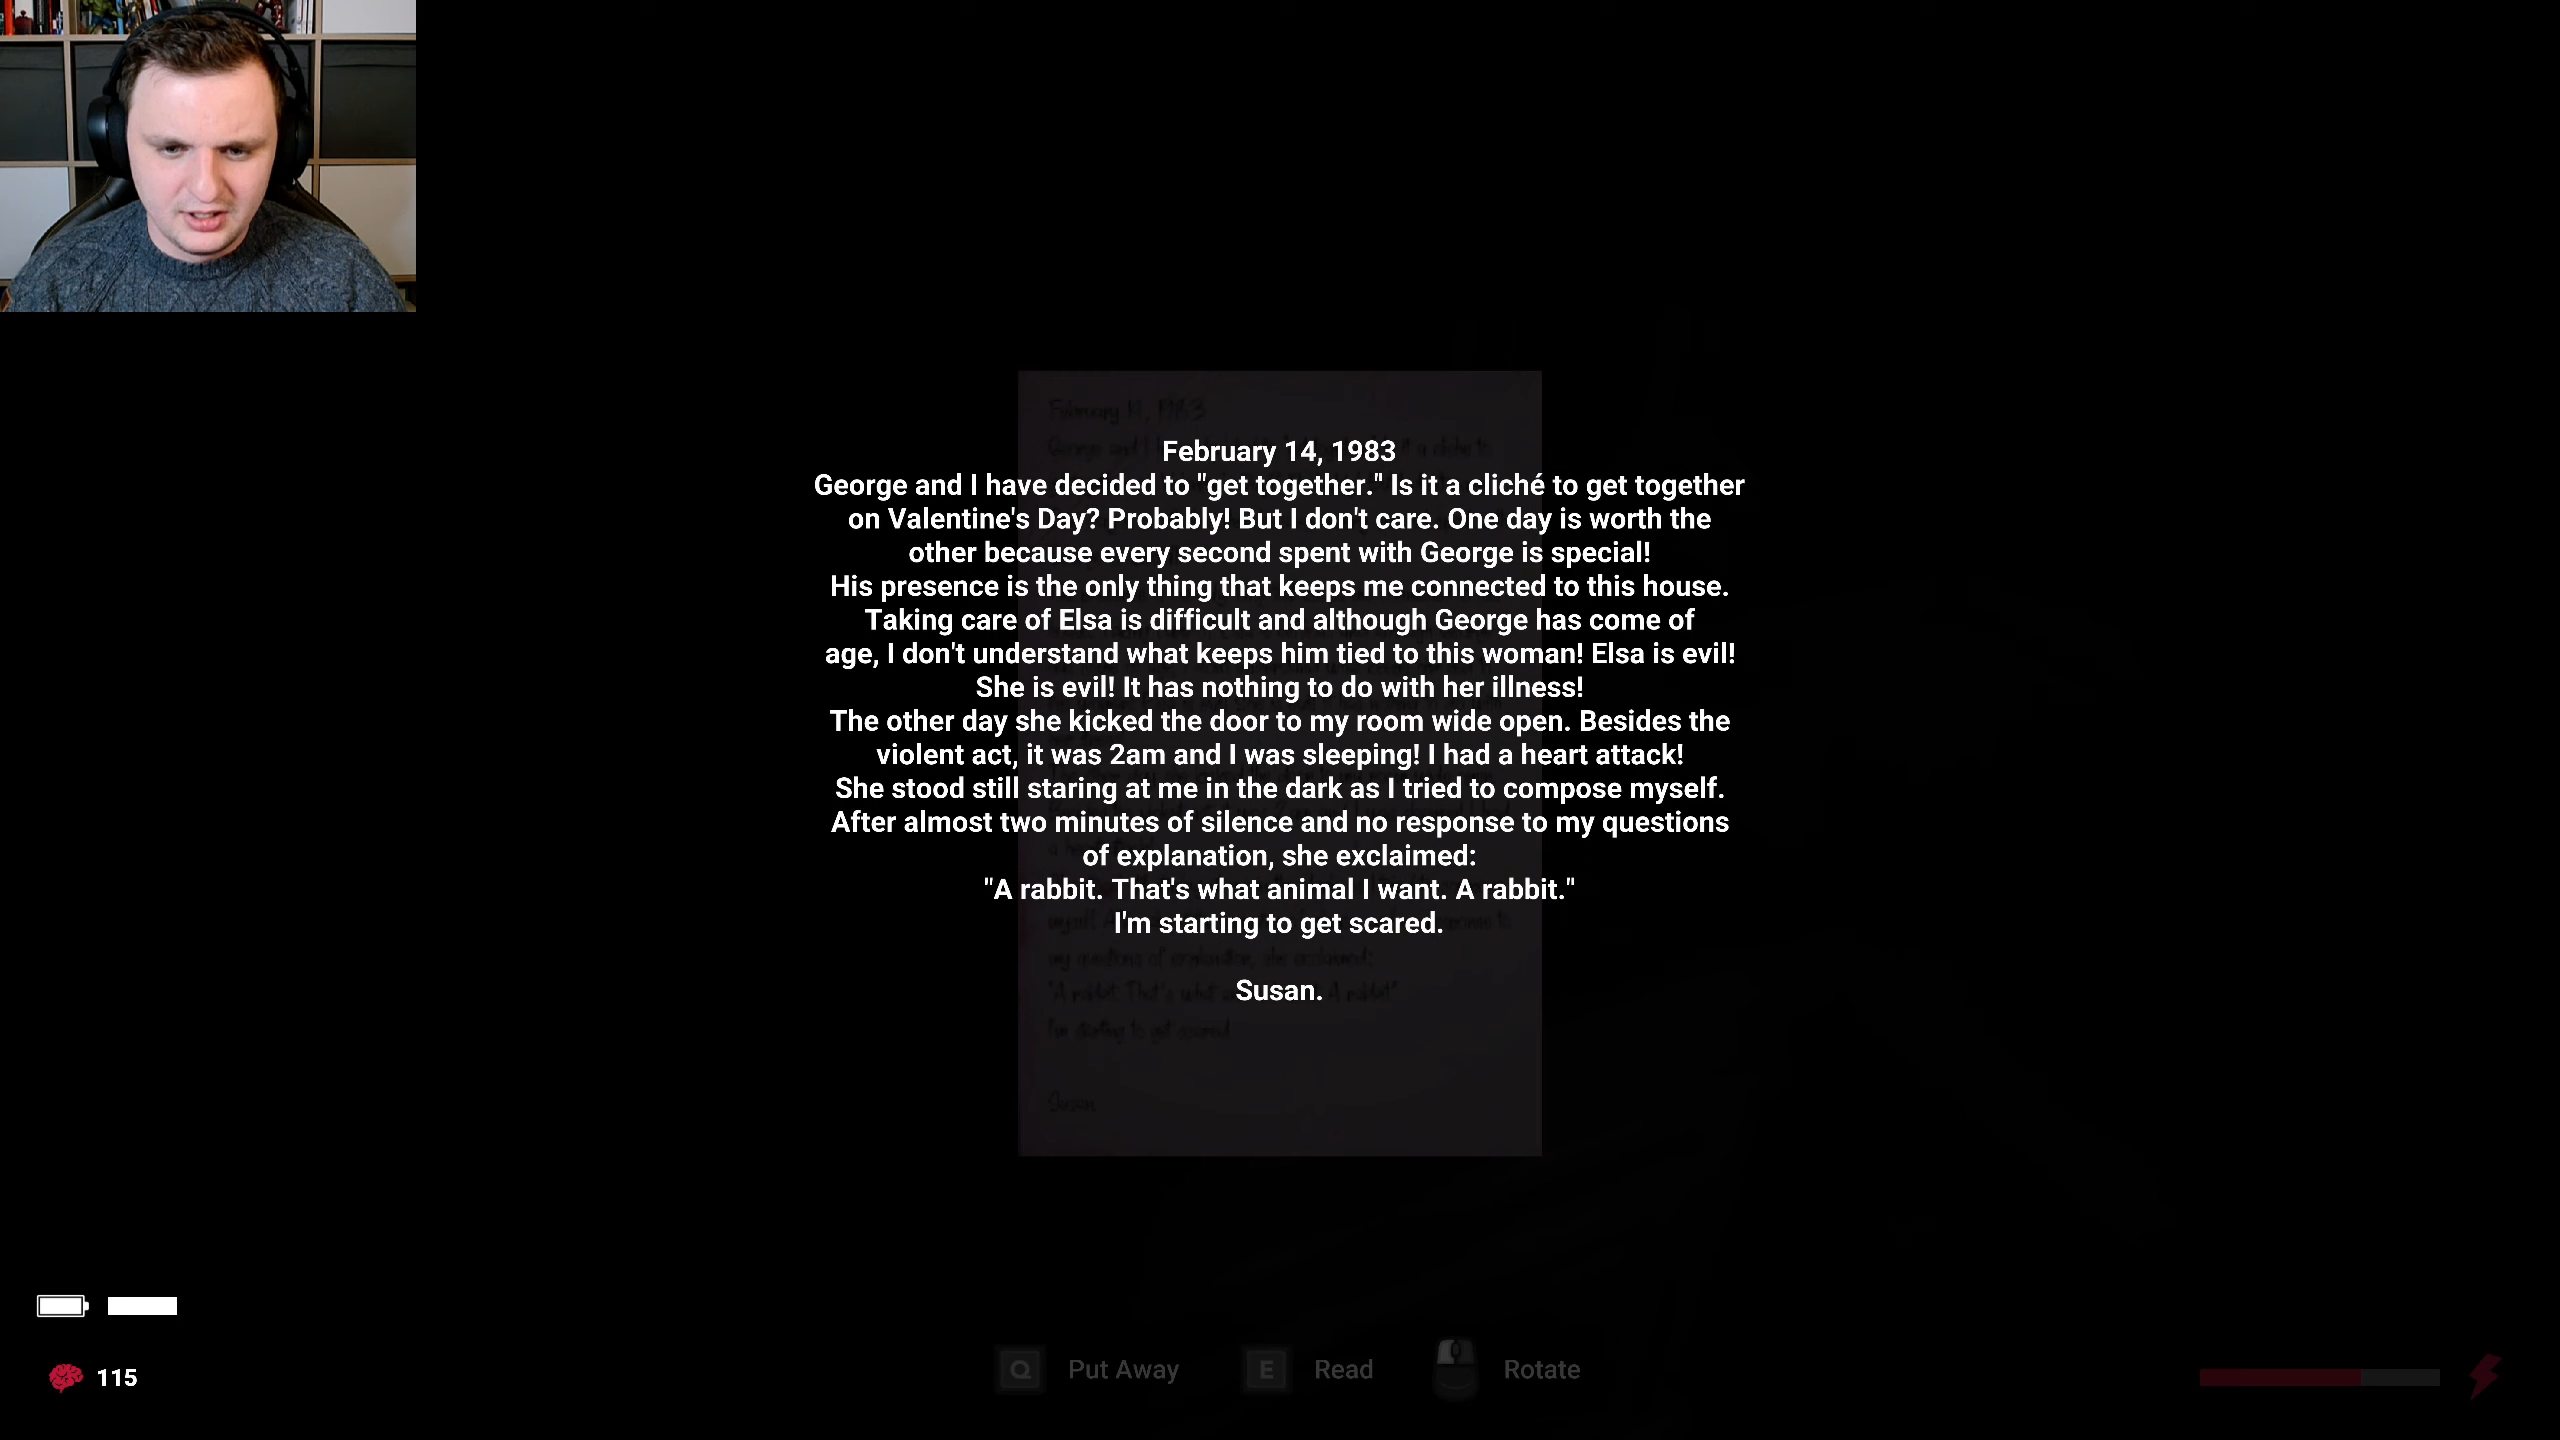 February 14, 1983
George and I have decided to "get together." Is it a cliché to get together
on Valentine's Day? Probably! But I don't care. One day is worth the
other because every second spent with George is special!
His presence is the only thing that keeps me connected to this house.
Taking care of Elsa is difficult and although George has come of
age, I don't understand what keeps him tied to this woman! Elsa is evil!
She is evil! It has nothing to do with her illness!
The other day she kicked the door to my room wide open. Besides the
violent act, it was 2am and I was sleeping! I had a heart attack!
She stood still staring at me in the dark as I tried to compose myself.
After almost two minutes of silence and no response to my questions
of explanation, she exclaimed:
"A rabbit. That's what animal I want. A rabbit."
I'm starting to get scared.
Susan.
115
Q Put Away E Read Rotate